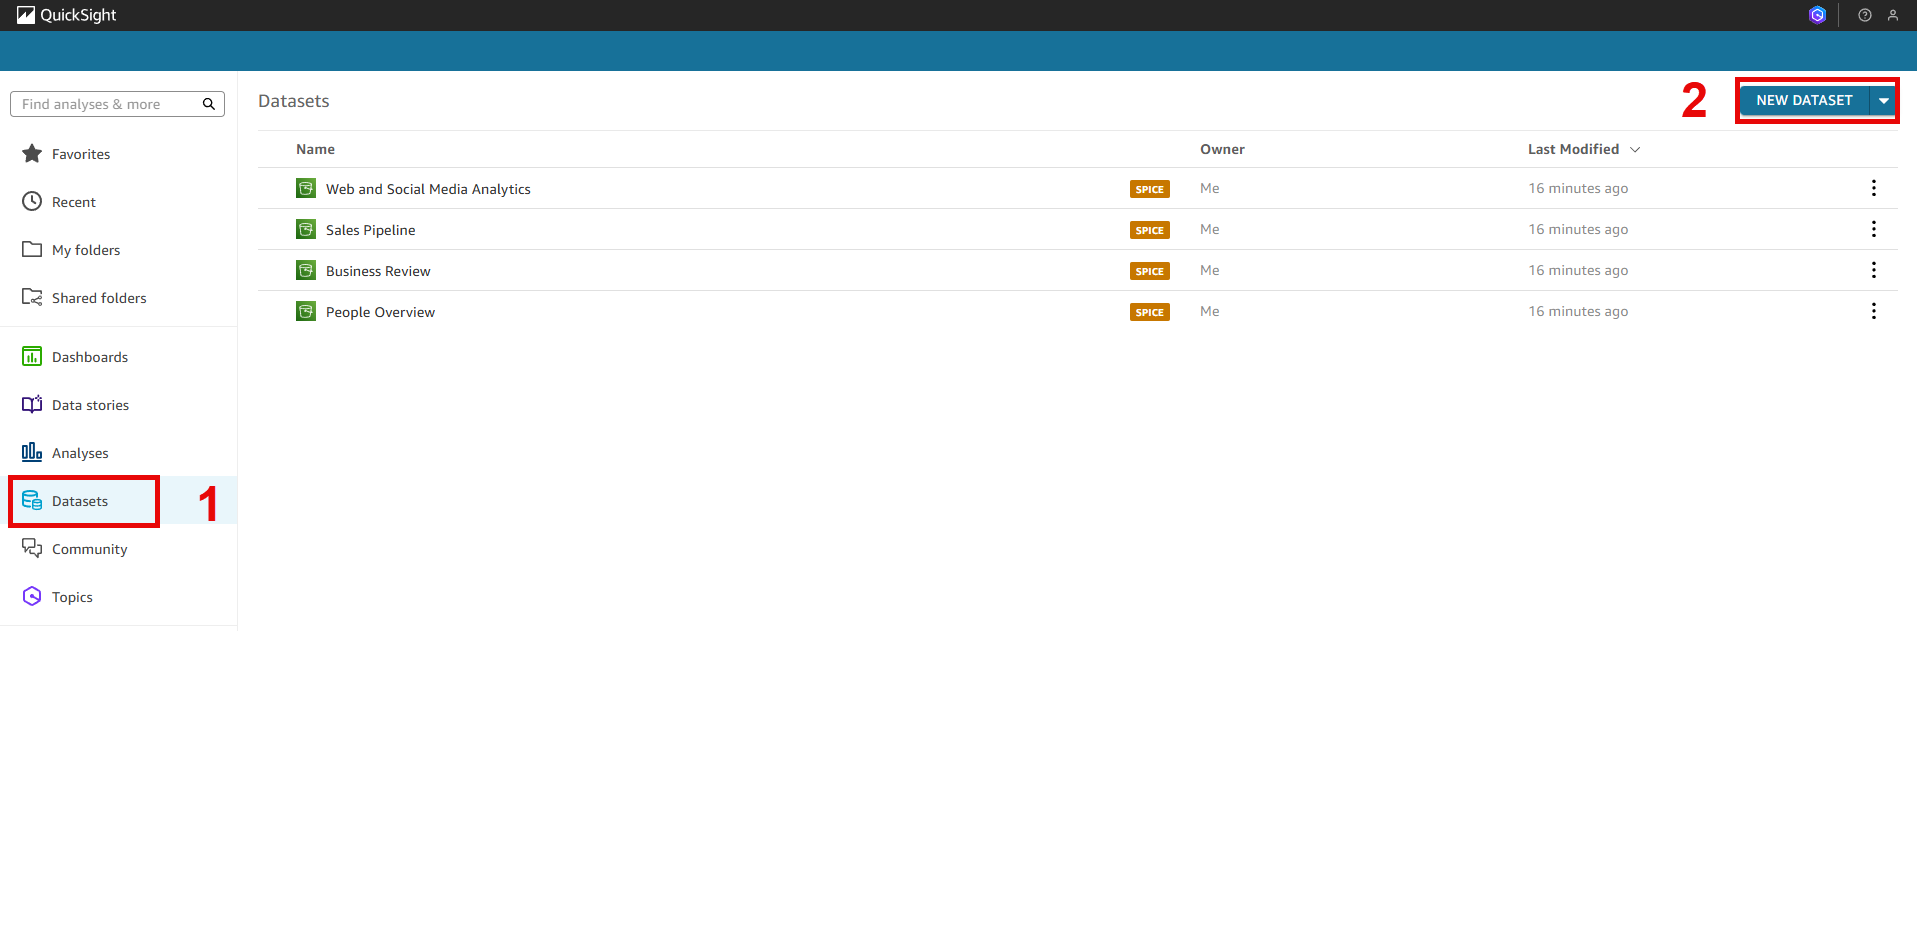 QuickSight
Find analyses & more
Favorites
Recent
My folders
Shared folders
Dashboards
Data stories
Analyses
Datasets 1
Community
Topics
Datasets
2 NEW DATASET
Name Owner Last Modified
Web and Social Media Analytics SPICE Me 16 minutes ago
Sales Pipeline SPICE Me 16 minutes ago
Business Review SPICE Me 16 minutes ago
People Overview SPICE Me 16 minutes ago